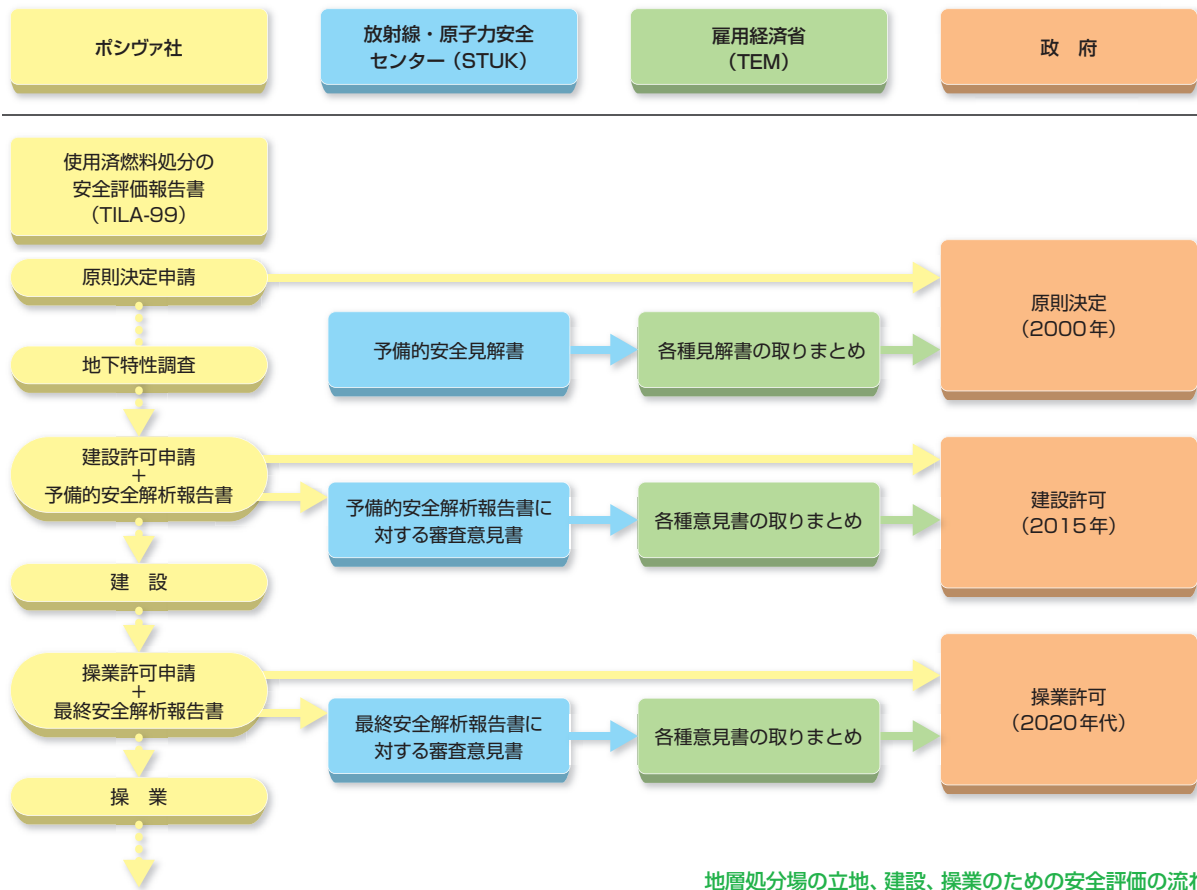 ポシヴァ社
放射線・原子力安全
センター(STUK)
雇用経済省
(TEM)
政 府
使用済燃料処分の
安全評価報告書
(TILA-99)
原則決定申請
原則決定
(2000年)
予備的安全見解書
各種見解書の取りまとめ
地下特性調査
建設許可申請
+
予備的安全解析報告書
予備的安全解析報告書に
対する審査意見書
各種意見書の取りまとめ
建設許可
(2015年)
建 設
操業許可申請
+
最終安全解析報告書
最終安全解析報告書に
対する審査意見書
各種意見書の取りまとめ
操業許可
(2020年代)
操 業
地層処分場の立地、建設、操業のための安全評価の流れ